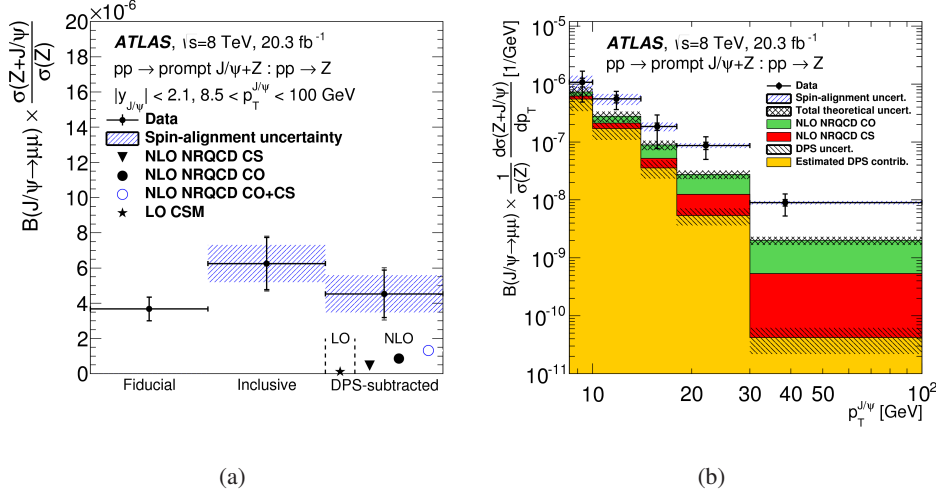 ×10⁻⁶
B(J/ψ→μμ) × σ(Z+J/ψ)/σ(Z)
20
18
16
14
12
10
8
6
4
2
0
ATLAS, √s=8 TeV, 20.3 fb⁻¹
pp → prompt J/ψ+Z : pp → Z
|y_J/ψ| < 2.1, 8.5 < p_T^J/ψ < 100 GeV
Data
Spin-alignment uncertainty
NLO NRQCD CS
NLO NRQCD CO
NLO NRQCD CO+CS
LO CSM
LO
NLO
Fiducial
Inclusive
DPS-subtracted
(a)
B(J/ψ→μμ) × 1/σ(Z) dσ(Z+J/ψ)/dp_T [1/GeV]
10⁻⁵
10⁻⁶
10⁻⁷
10⁻⁸
10⁻⁹
10⁻¹⁰
10⁻¹¹
ATLAS, √s=8 TeV, 20.3 fb⁻¹
pp → prompt J/ψ+Z : pp → Z
Data
Spin-alignment uncert.
Total theoretical uncert.
NLO NRQCD CO
NLO NRQCD CS
DPS uncert.
Estimated DPS contrib.
10
20
30
40
50
10²
p_T^J/ψ [GeV]
(b)